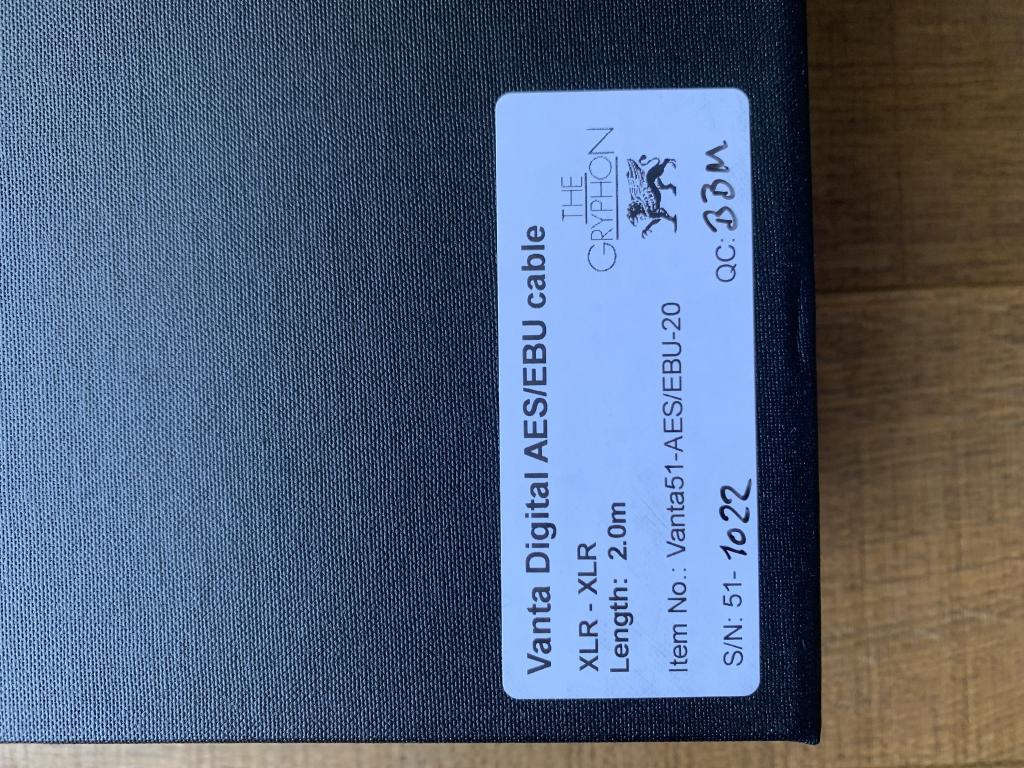 Vanta Digital AES/EBU cable
THE
GRYPHON
XLR - XLR
Length: 2.0m
Item No.: Vanta51-AES/EBU-20
S/N: 51- 1022
QC: BBM